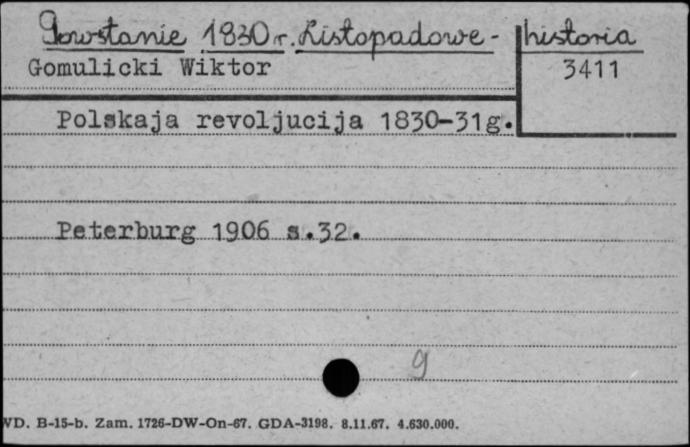 Powstanie 1830 r. Listopadowe - historia
Gomulicki Wiktor
3411
Polskaja revoljucija 1830-31g.
Peterburg 1906 s.32.
9
WD. B-15-b. Zam. 1726-DW-On-67. GDA-3198. 8.11.67. 4.630.000.